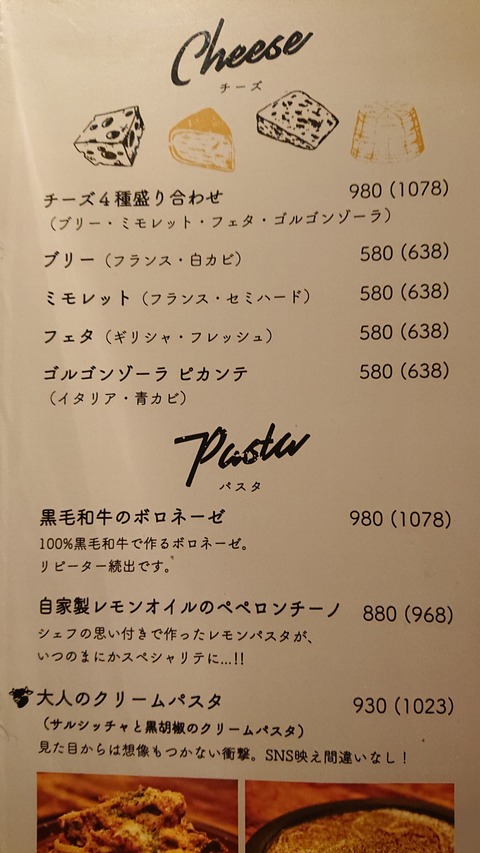 Cheese
チーズ
チーズ４種盛り合わせ 980 (1078)
（ブリー・ミモレット・フェタ・ゴルゴンゾーラ）
ブリー（フランス・白カビ） 580 (638)
ミモレット（フランス・セミハード） 580 (638)
フェタ（ギリシャ・フレッシュ） 580 (638)
ゴルゴンゾーラ ピカンテ 580 (638)
（イタリア・青カビ）
Pasta
パスタ
黒毛和牛のボロネーゼ 980 (1078)
100%黒毛和牛で作るボロネーゼ。
リピーター続出です。
自家製レモンオイルのペペロンチーノ 880 (968)
シェフの思い付きで作ったレモンパスタが、
いつのまにかスペシャリテに...!!
大人のクリームパスタ 930 (1023)
（サルシッチャと黒胡椒のクリームパスタ）
見た目からは想像もつかない衝撃。SNS映え間違いなし！